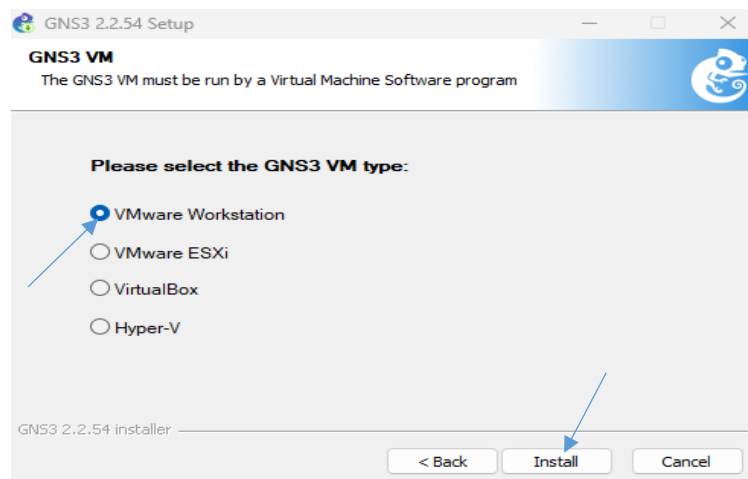 GNS3 2.2.54 Setup
GNS3 VM
The GNS3 VM must be run by a Virtual Machine Software program
Please select the GNS3 VM type:
VMware Workstation
VMware ESXi
VirtualBox
Hyper-V
GNS3 2.2.54 installer
< Back Install Cancel